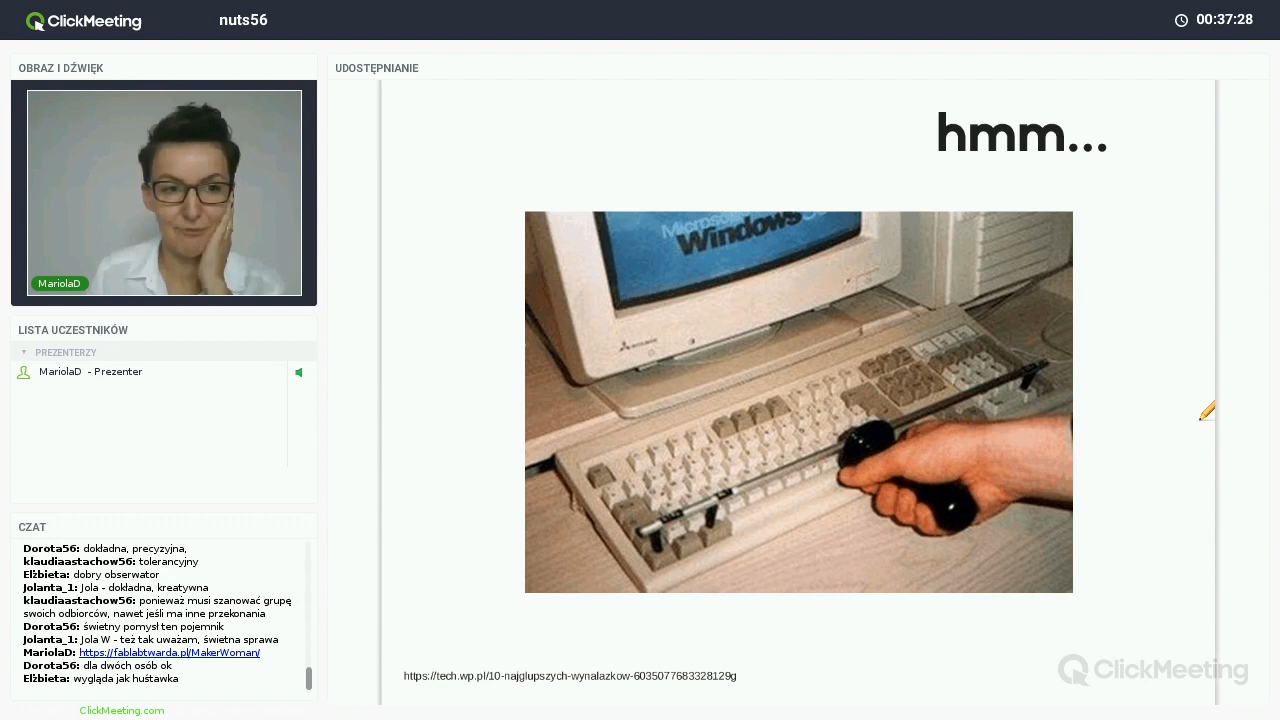 ClickMeeting
nuts56
00:37:28
OBRAZ I DŹWIĘK
MariolaD
LISTA UCZESTNIKÓW
PREZENTERZY
MariolaD - Prezenter
CZAT
Dorota56: dokładna, precyzyjna,
klaudiaastachow56: tolerancyjny
Elżbieta: dobry obserwator
Jolanta_1: Jola - dokładna, kreatywna
klaudiaastachow56: ponieważ musi szanować grupę
swoich odbiorców, nawet jeśli ma inne przekonania
Dorota56: świetny pomysł ten pojemnik
Jolanta_1: Jola W - też tak uważam, świetna sprawa
MariolaD: https://fablabtwarda.pl/MakerWoman/
Dorota56: dla dwóch osób ok
Elżbieta: wygląda jak huśtawka
ClickMeeting.com
UDOSTĘPNIANIE
hmm...
Microsoft
Windows
MITSUBISHI
https://tech.wp.pl/10-najglupszych-wynalazkow-6035077683328129g
ClickMeeting